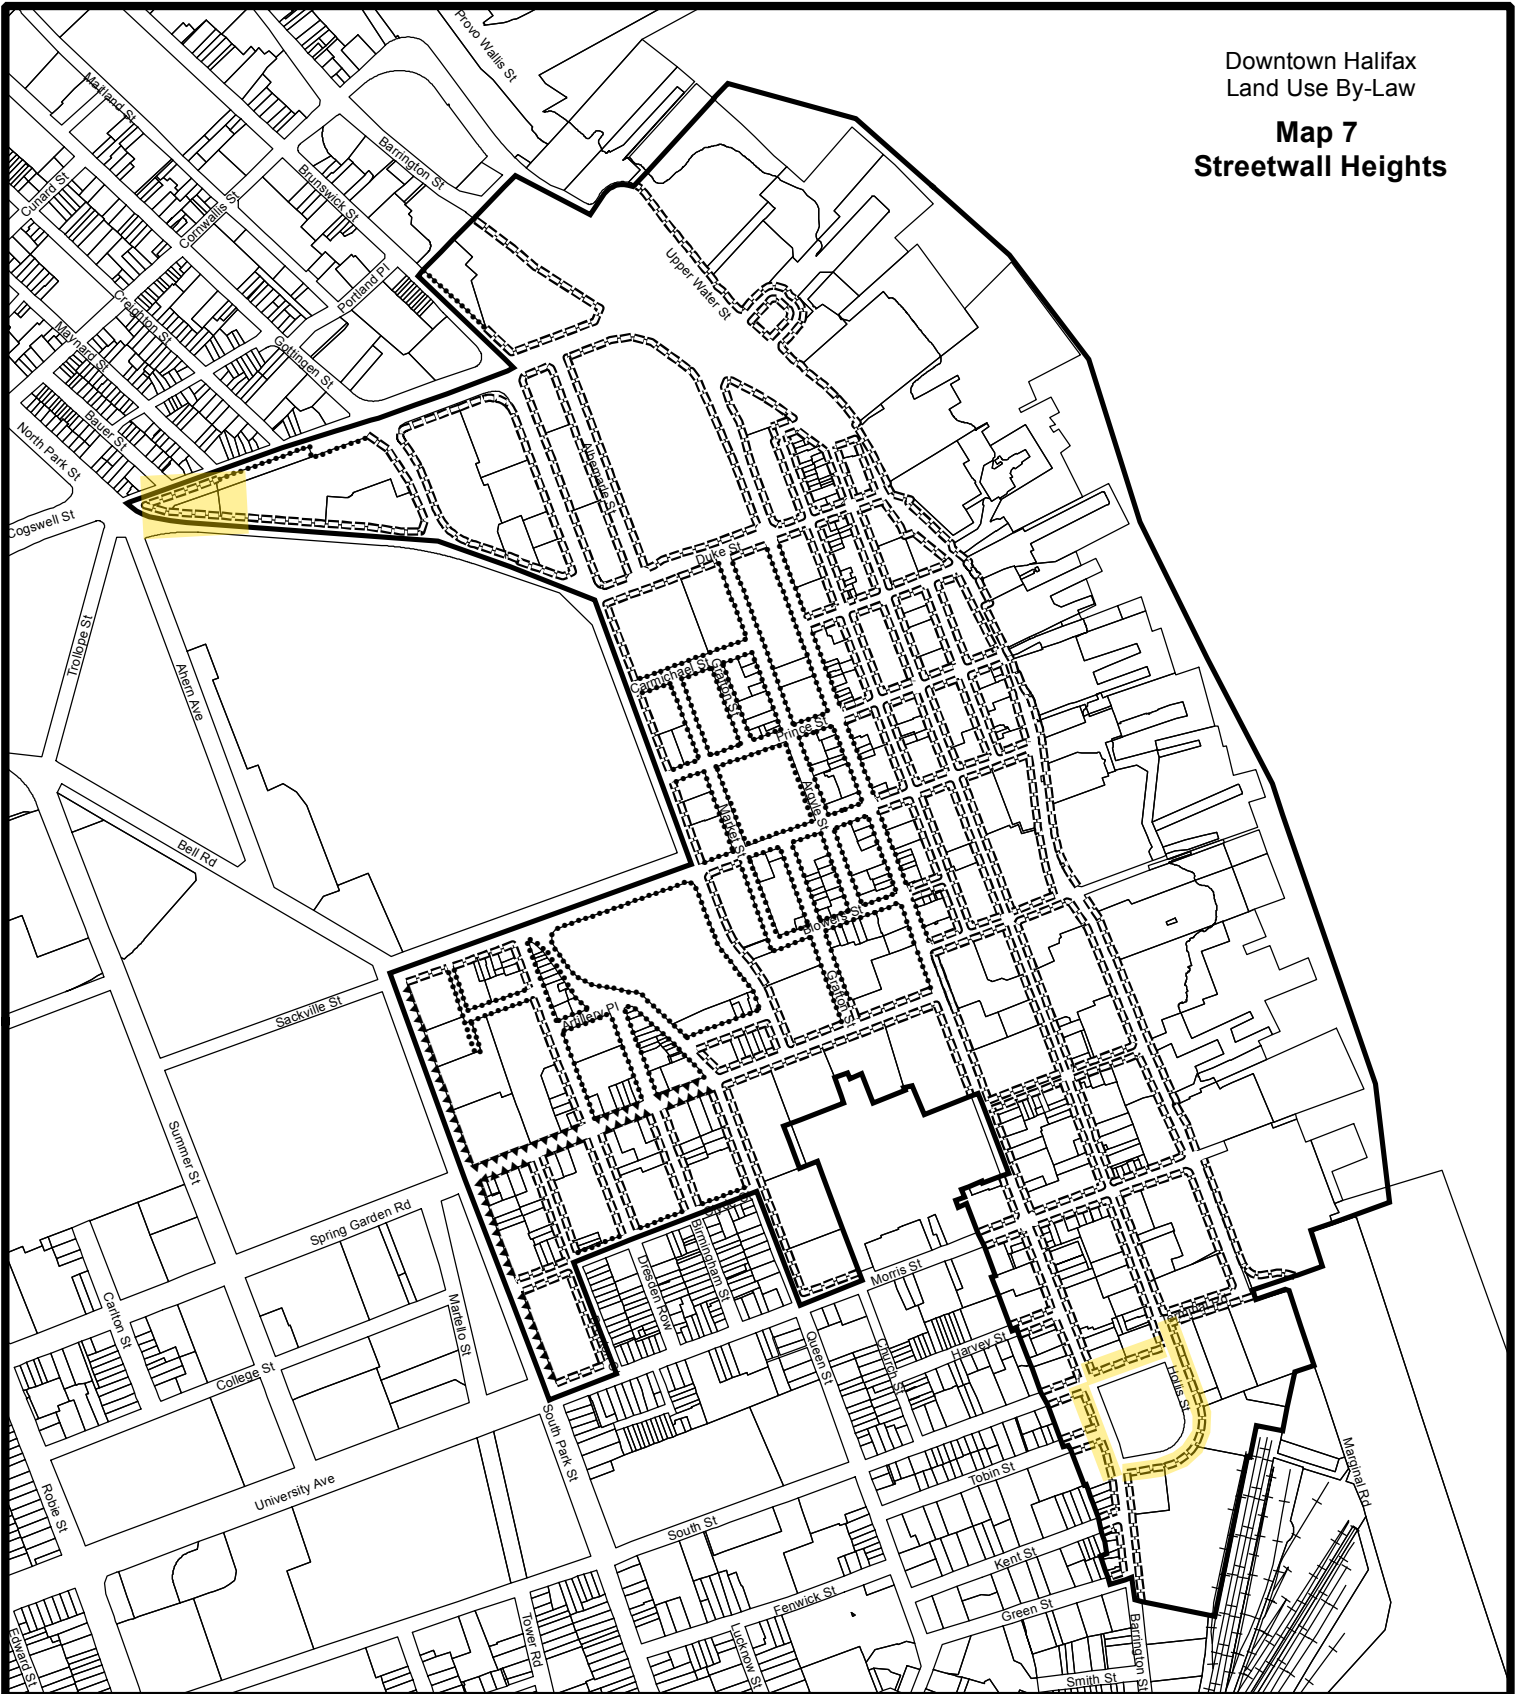 Downtown Halifax
Land Use By-Law
Map 7
Streetwall Heights
Provo Wallis St
Maitland St
Barrington St
Brunswick St
Cunard St
Cornwallis St
Portland Pl
Upper Water St
Creighton St
Maynard St
Gottingen St
Bauer St
North Park St
Albemarle St
Cogswell St
Duke St
Trollope St
Ahern Ave
Carmichael St
Grafton St
Prince St
Argyle St
Market St
Bell Rd
Blowers St
Grafton St
Sackville St
Artillery Pl
Summer St
Spring Garden Rd
Birmingham St
Dresden Row
Morris St
Carlton St
Martello St
Queen St
Church St
Harvey St
Hollis St
College St
South Park St
Tobin St
Marginal Rd
Robie St
University Ave
South St
Kent St
Fenwick St
Green St
Edward St
Tower Rd
Lucknow St
Barrington St
Smith St